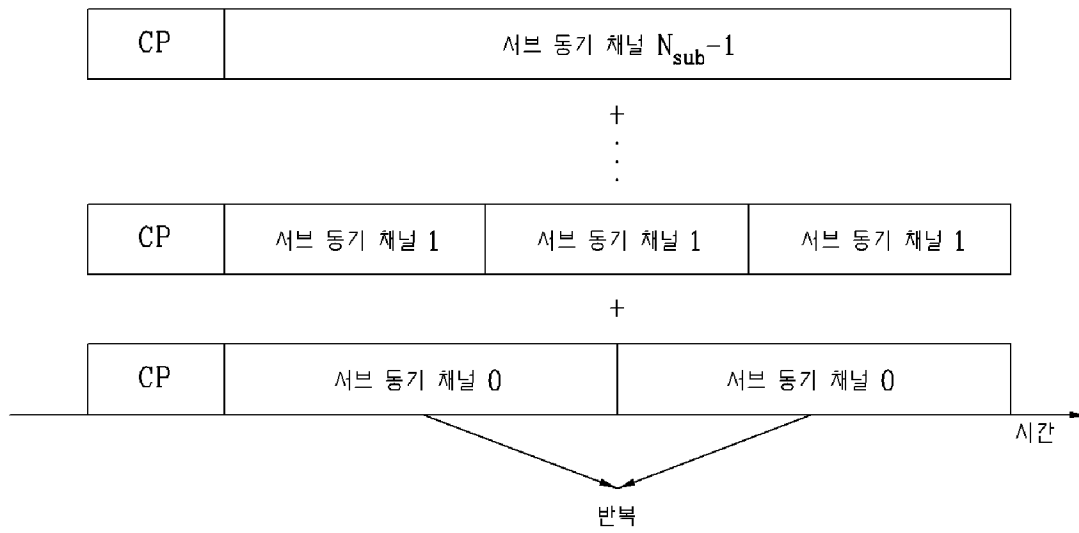 CP 서브 동기 채널 N_sub-1
+
CP 서브 동기 채널 1 서브 동기 채널 1 서브 동기 채널 1
+
CP 서브 동기 채널 0 서브 동기 채널 0
시간
반복